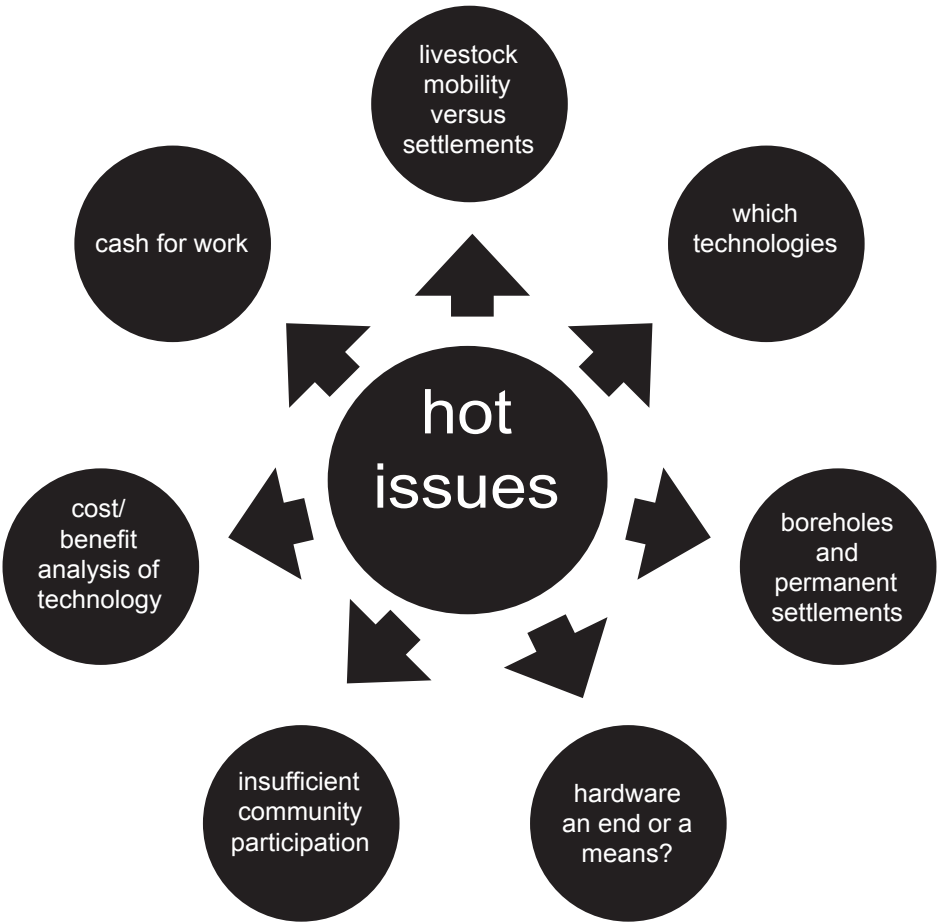 livestock
mobility
versus
settlements
cash for work
which
technologies
hot
issues
cost/
benefit
analysis of
technology
boreholes
and
permanent
settlements
insufficient
community
participation
hardware
an end or a
means?